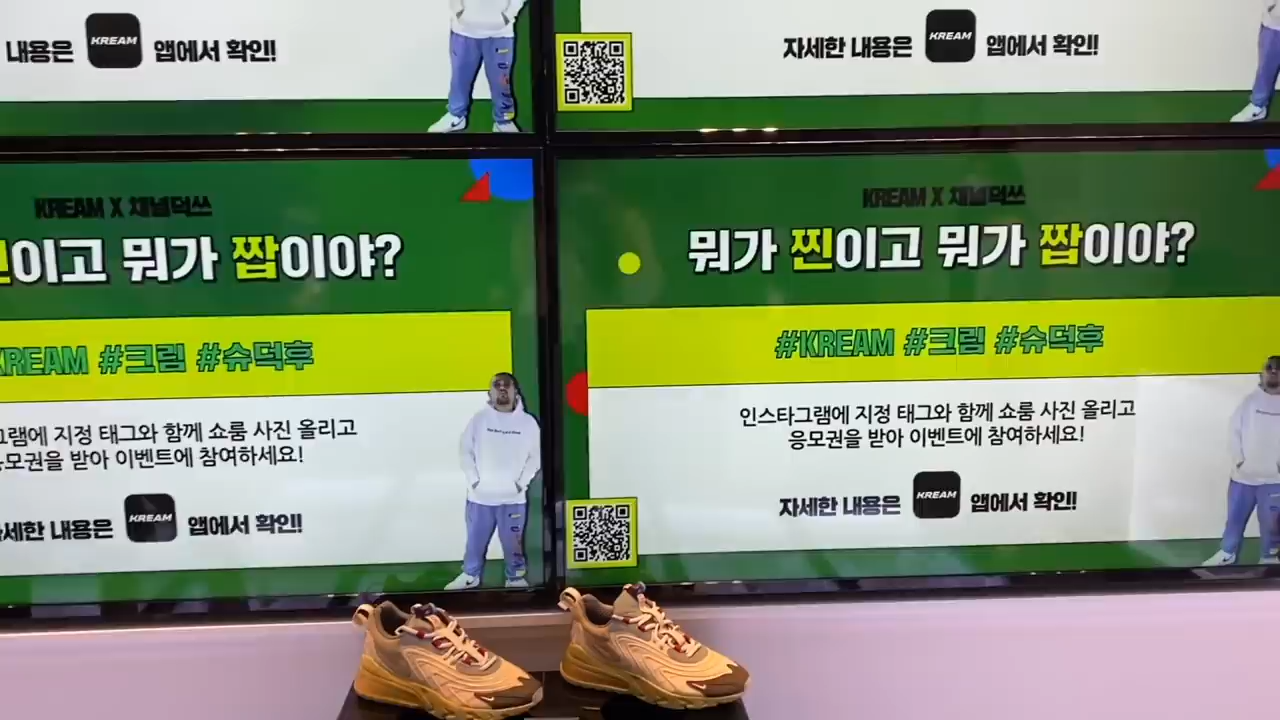 내용은 KREAM 앱에서 확인!
자세한 내용은 KREAM 앱에서 확인!
KREAM X 채널덕쓰
이고 뭐가 짭이야?
KREAM #크림 #슈덕후
그램에 지정 태그와 함께 쇼룸 사진 올리고
응모권을 받아 이벤트에 참여하세요!
세한 내용은 KREAM 앱에서 확인!
KREAM X 채널덕쓰
뭐가 찐이고 뭐가 짭이야?
#KREAM #크림 #슈덕후
인스타그램에 지정 태그와 함께 쇼룸 사진 올리고
응모권을 받아 이벤트에 참여하세요!
자세한 내용은 KREAM 앱에서 확인!